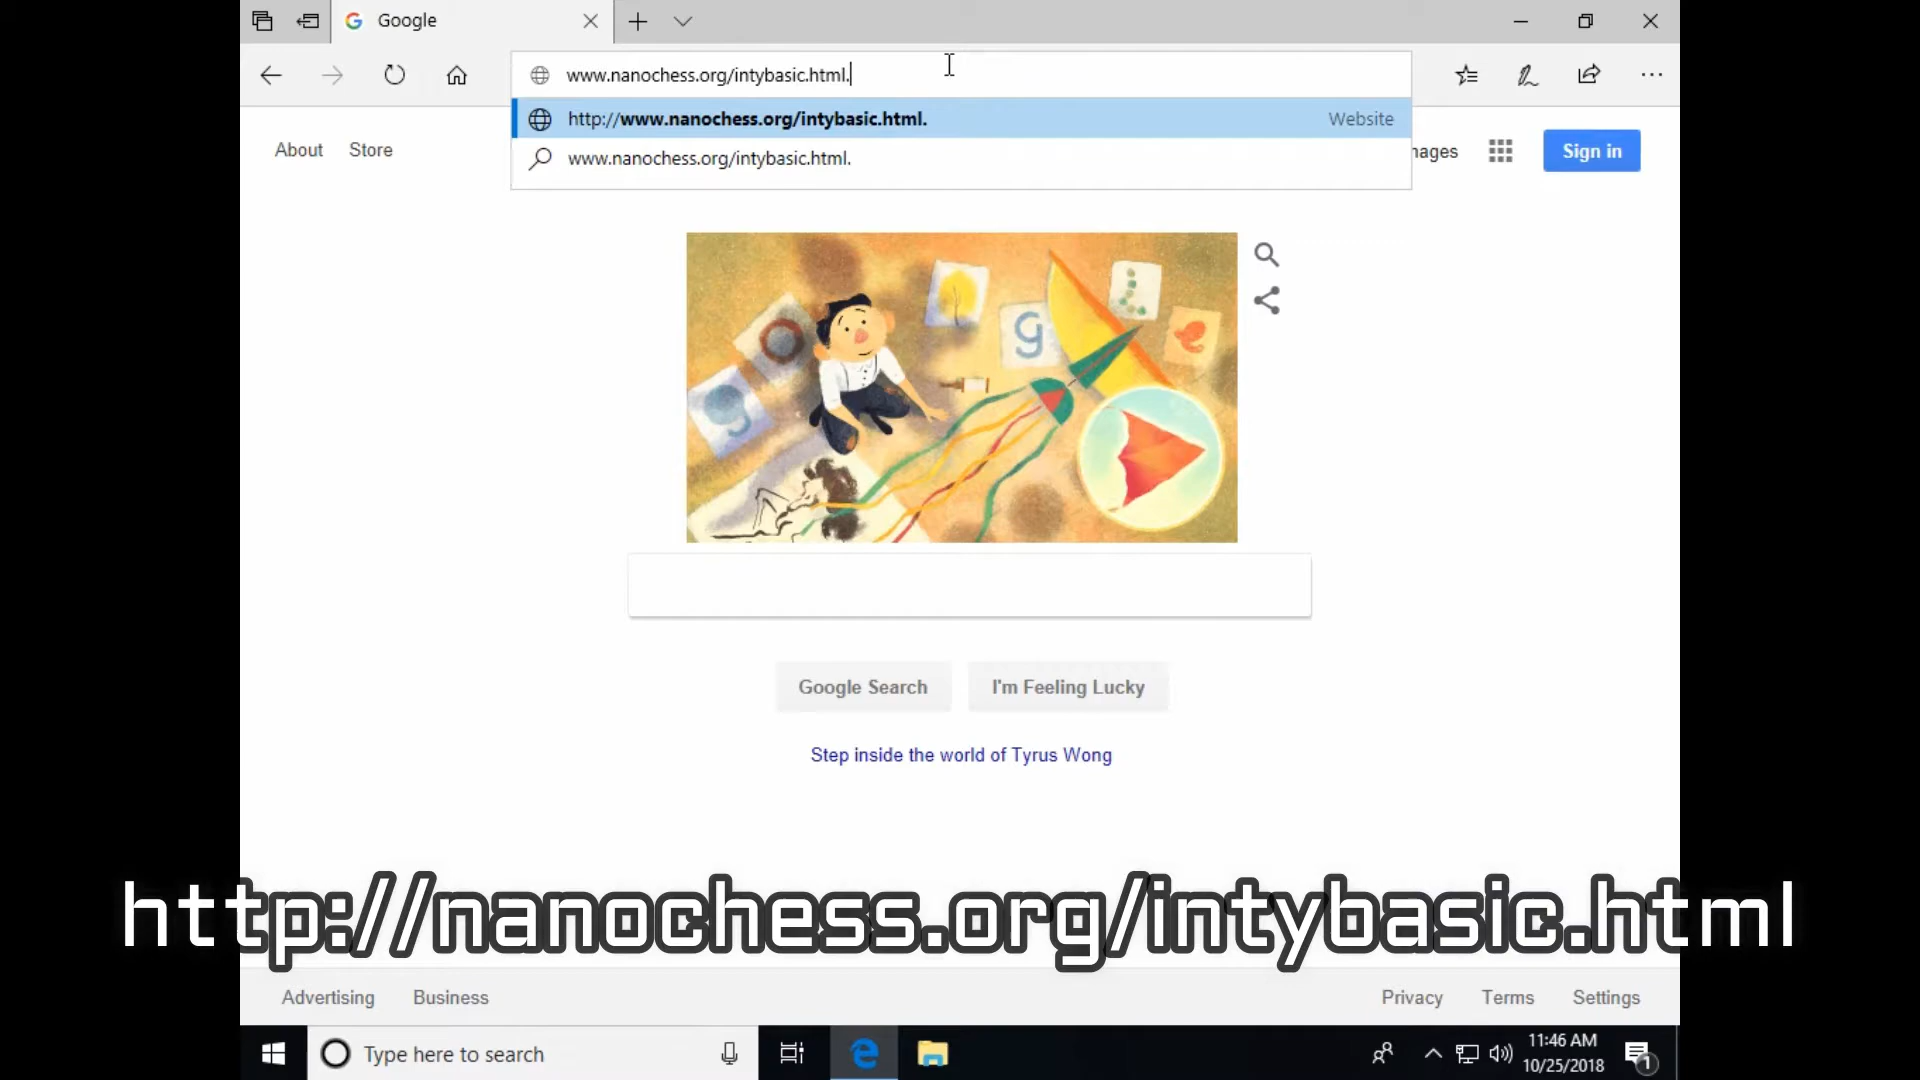 Google
www.nanochess.org/intybasic.html.
http://www.nanochess.org/intybasic.html. Website
www.nanochess.org/intybasic.html.
About Store
Sign in
Google Search I'm Feeling Lucky
Step inside the world of Tyrus Wong
http://nanochess.org/intybasic.html
Advertising Business Privacy Terms Settings
Type here to search
11:46 AM
10/25/2018
1